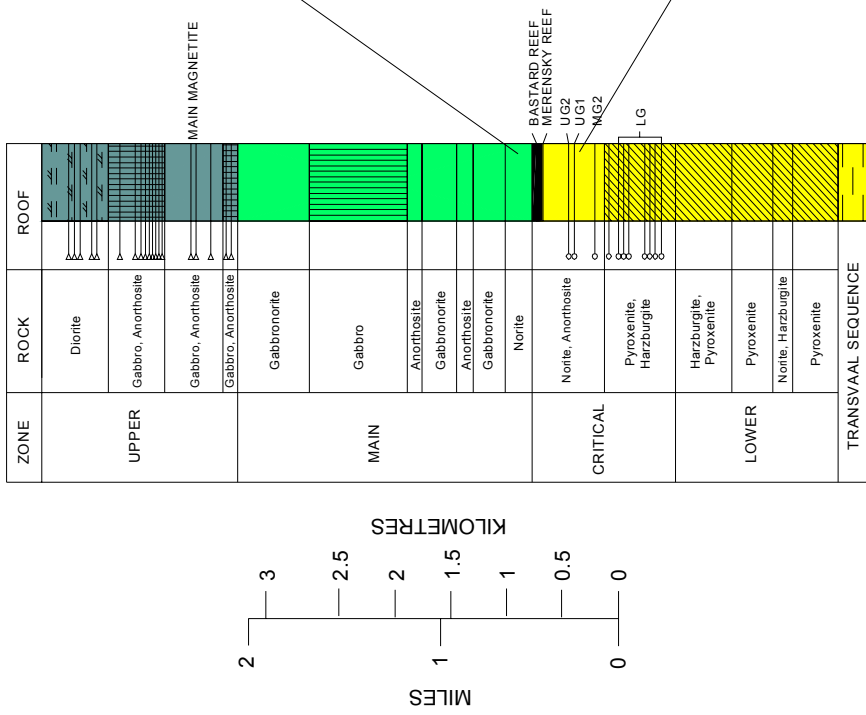 ZONE
ROCK
ROOF
UPPER
Diorite
Gabbro, Anorthosite
Gabbro, Anorthosite
MAIN MAGNETITE
Gabbro, Anorthosite
MAIN
Gabbronorite
Gabbro
Anorthosite
Gabbronorite
Anorthosite
Gabbronorite
Norite
BASTARD REEF
MERENSKY REEF
CRITICAL
Norite, Anorthosite
UG2
UG1
MG2
Pyroxenite,
Harzburgite
LG
LOWER
Harzburgite,
Pyroxenite
Pyroxenite
Norite, Harzburgite
Pyroxenite
TRANSVAAL SEQUENCE
KILOMETRES
3
2.5
2
1.5
1
0.5
0
2
1
0
MILES